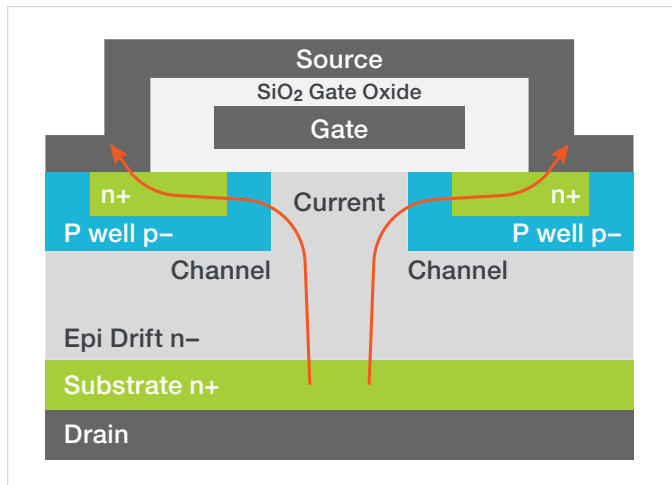 Source
SiO₂ Gate Oxide
Gate
n+
Current
n+
P well p−
P well p−
Channel
Channel
Epi Drift n−
Substrate n+
Drain